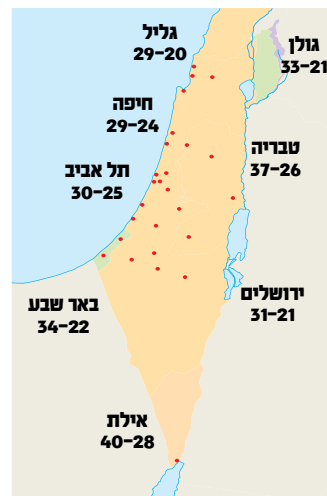 גליל
29-20
גולן
33-21
חיפה
29-24
טבריה
37-26
תל אביב
30-25
ירושלים
31-21
באר שבע
34-22
אילת
40-28